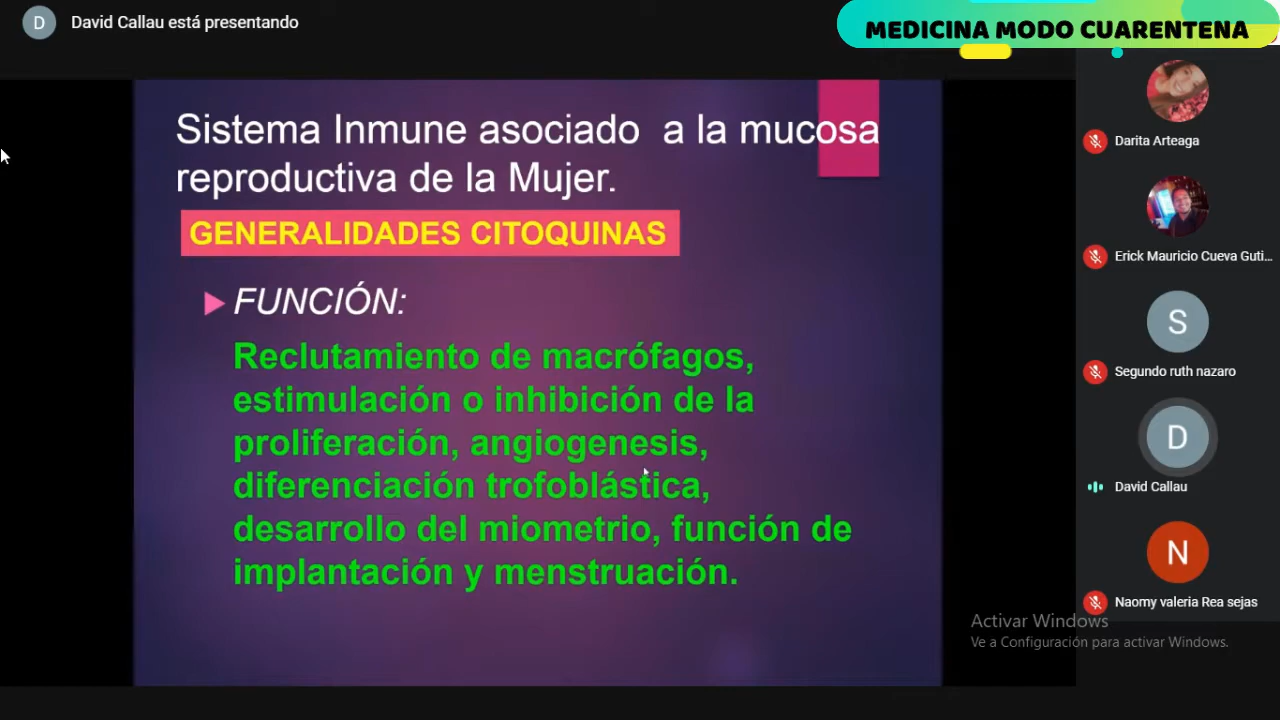 D
David Callau está presentando
MEDICINA MODO CUARENTENA
Sistema Inmune asociado a la mucosa
reproductiva de la Mujer.
GENERALIDADES CITOQUINAS
FUNCIÓN:
Reclutamiento de macrófagos,
estimulación o inhibición de la
proliferación, angiogenesis,
diferenciación trofoblástica,
desarrollo del miometrio, función de
implantación y menstruación.
Darita Arteaga
Erick Mauricio Cueva Guti...
S
Segundo ruth nazaro
D
David Callau
N
Naomy valeria Rea sejas
Activar Windows
Ve a Configuración para activar Windows.